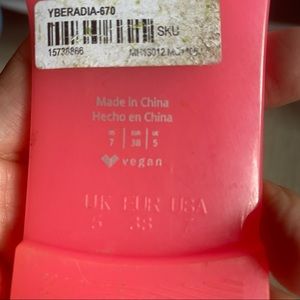 YBERADIA-670
SKU
15738866
Made in China
Hecho en China
US EUR UK
7 38 5
vegan
UK EUR USA
5 38 7